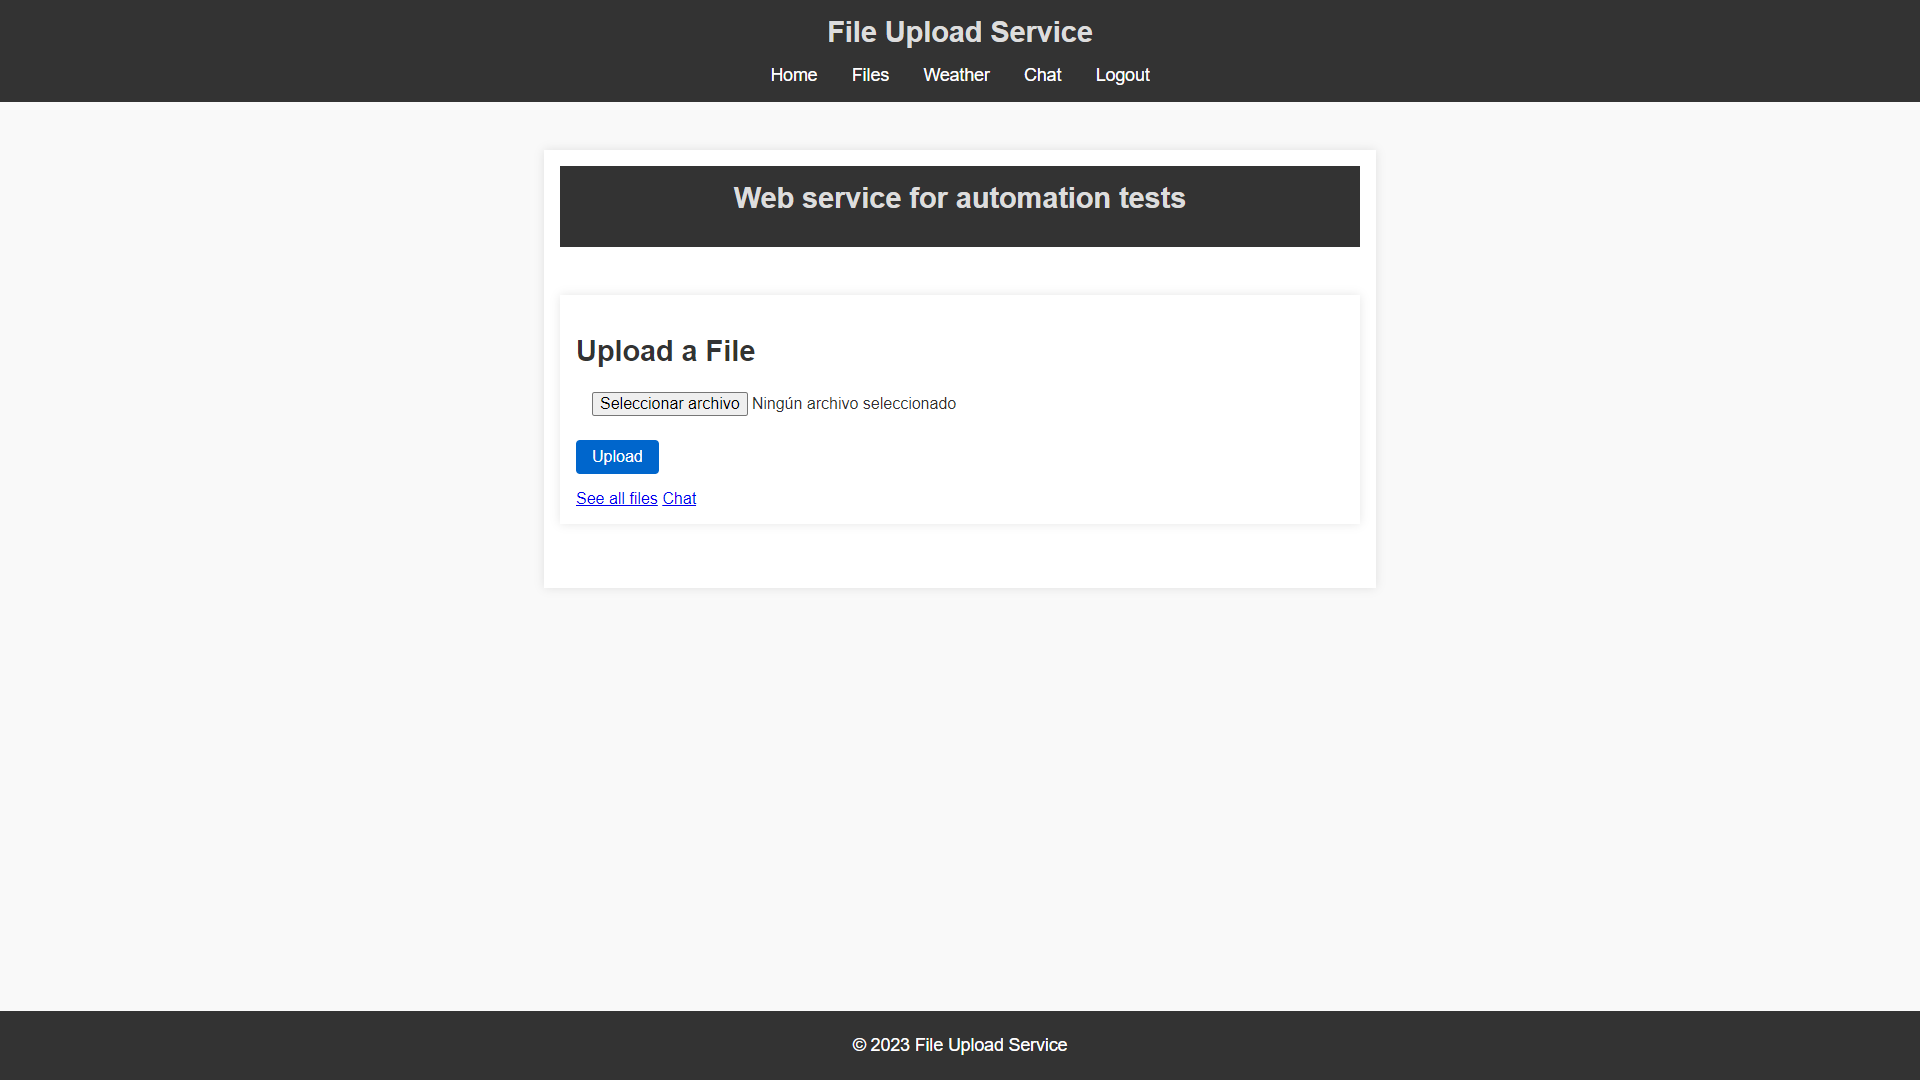 File Upload Service
Home Files Weather Chat Logout
Web service for automation tests
Upload a File
Seleccionar archivo Ningún archivo seleccionado
Upload
See all files Chat
© 2023 File Upload Service